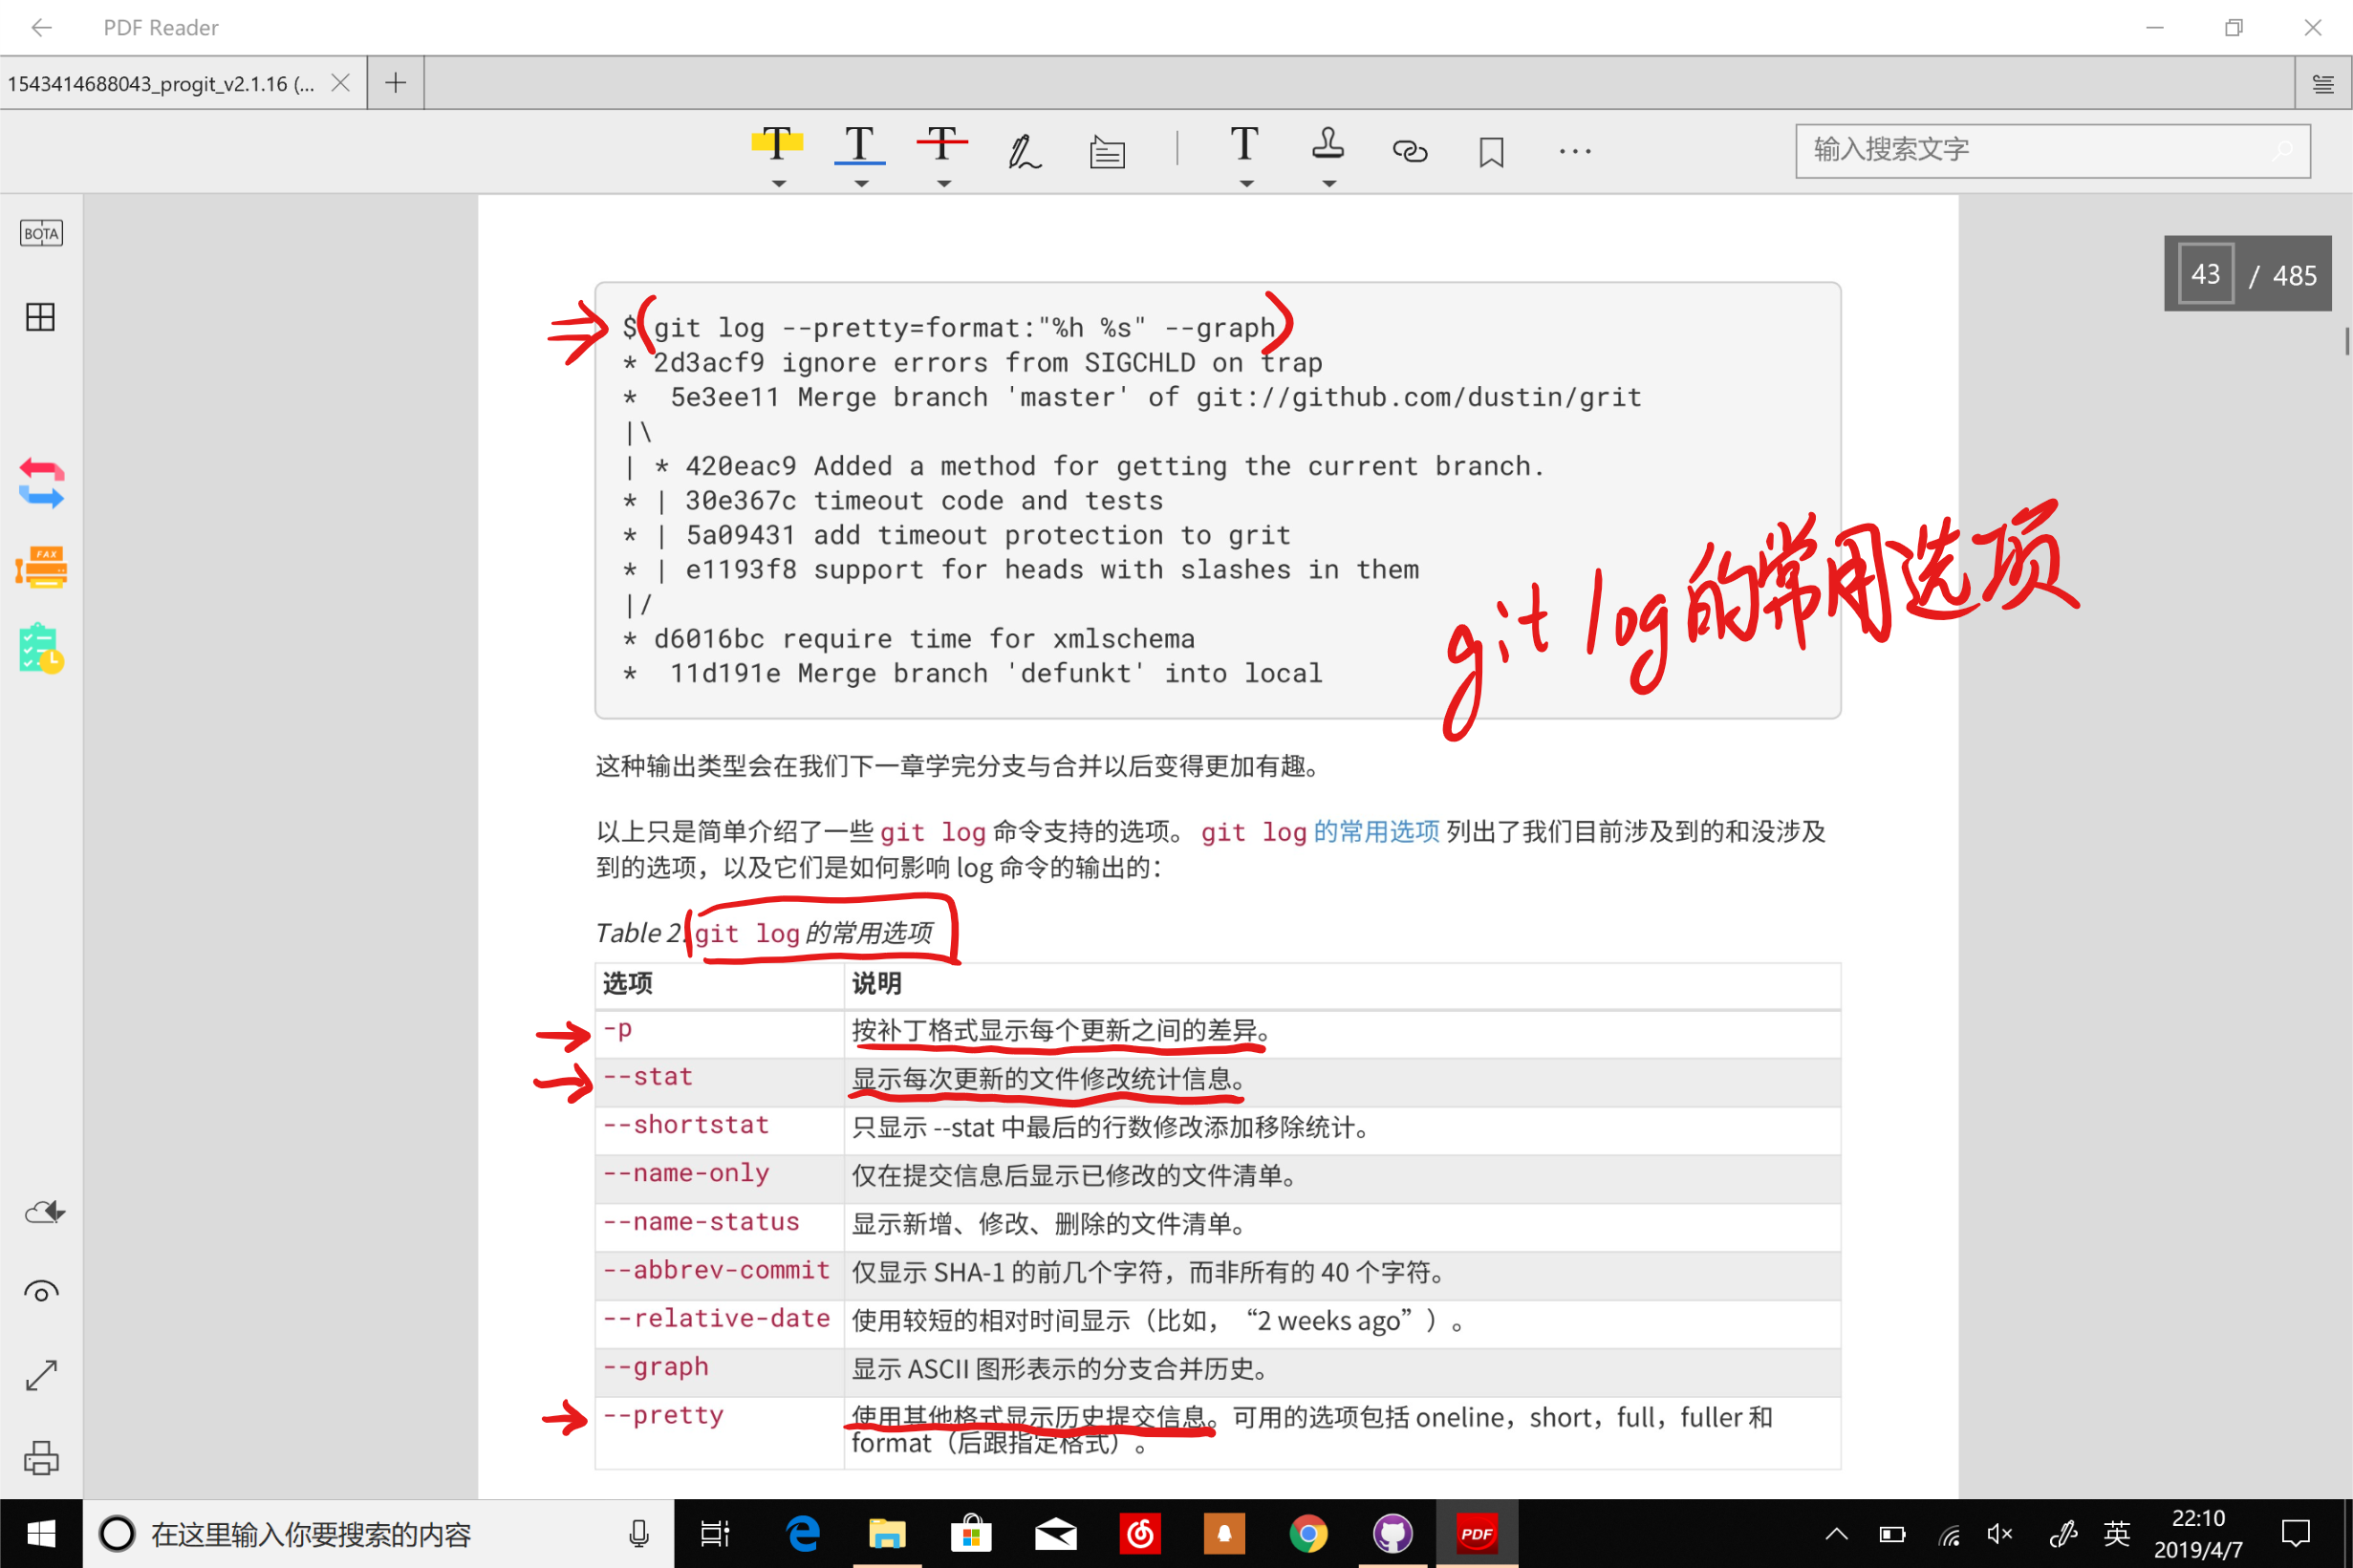 PDF Reader
1543414688043_progit_v2.1.16 (...
T T T T ...
输入搜索文字
BOTA
43 / 485
$ git log --pretty=format:"%h %s" --graph
* 2d3acf9 ignore errors from SIGCHLD on trap
*  5e3ee11 Merge branch 'master' of git://github.com/dustin/grit
|\
| * 420eac9 Added a method for getting the current branch.
* | 30e367c timeout code and tests
* | 5a09431 add timeout protection to grit
* | e1193f8 support for heads with slashes in them
|/
* d6016bc require time for xmlschema
*  11d191e Merge branch 'defunkt' into local
git log的常用选项
FAX
这种输出类型会在我们下一章学完分支与合并以后变得更加有趣。
以上只是简单介绍了一些 git log 命令支持的选项。 git log 的常用选项 列出了我们目前涉及到的和没涉及
到的选项，以及它们是如何影响 log 命令的输出的：
Table 2. git log 的常用选项
选项 说明
-p 按补丁格式显示每个更新之间的差异。
--stat 显示每次更新的文件修改统计信息。
--shortstat 只显示 --stat 中最后的行数修改添加移除统计。
--name-only 仅在提交信息后显示已修改的文件清单。
--name-status 显示新增、修改、删除的文件清单。
--abbrev-commit 仅显示 SHA-1 的前几个字符，而非所有的 40 个字符。
--relative-date 使用较短的相对时间显示（比如，“2 weeks ago”）。
--graph 显示 ASCII 图形表示的分支合并历史。
--pretty 使用其他格式显示历史提交信息。可用的选项包括 oneline，short，full，fuller 和
format（后跟指定格式）。
在这里输入你要搜索的内容
PDF
英
22:10
2019/4/7